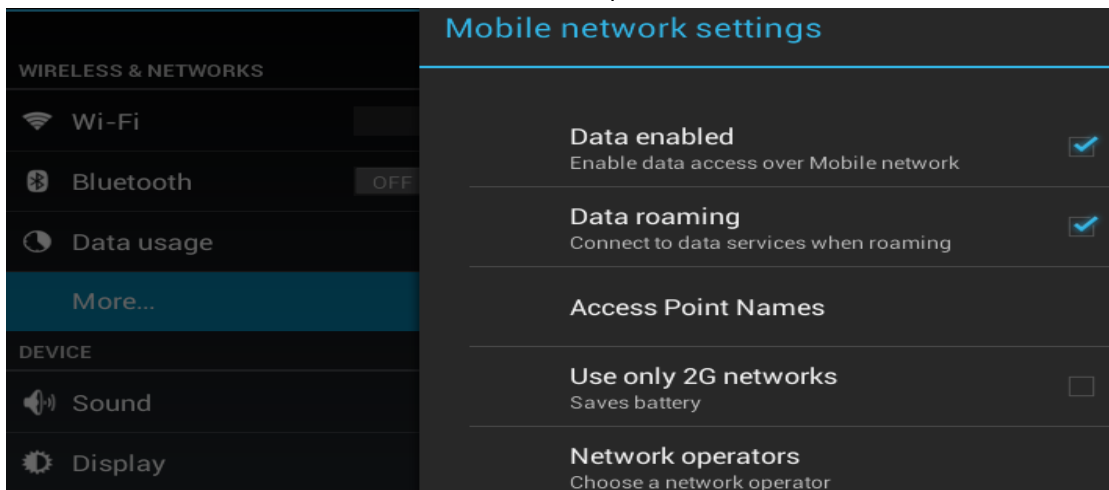 WIRELESS & NETWORKS
Wi-Fi
Bluetooth
OFF
Data usage
More...
DEVICE
Sound
Display
Mobile network settings
Data enabled
Enable data access over Mobile network
Data roaming
Connect to data services when roaming
Access Point Names
Use only 2G networks
Saves battery
Network operators
Choose a network operator